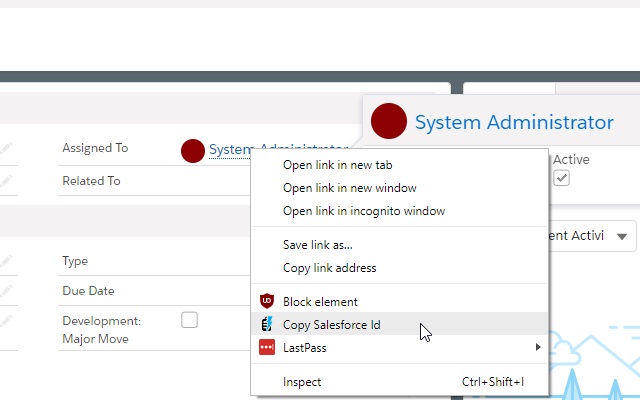 System Administrator
Assigned To
System Administrator
Related To
Active
ent Activi
Type
Due Date
Development:
Major Move
Open link in new tab
Open link in new window
Open link in incognito window
Save link as...
Copy link address
Block element
Copy Salesforce Id
LastPass
Inspect Ctrl+Shift+I